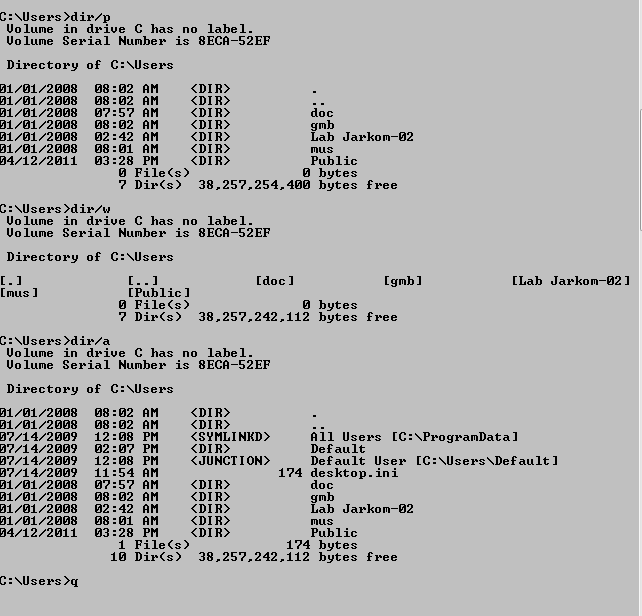 C:\Users>dir/p
 Volume in drive C has no label.
 Volume Serial Number is 8ECA-52EF

 Directory of C:\Users

01/01/2008  08:02 AM    <DIR>          .
01/01/2008  08:02 AM    <DIR>          ..
01/01/2008  07:57 AM    <DIR>          doc
01/01/2008  08:02 AM    <DIR>          gmb
01/01/2008  02:42 AM    <DIR>          Lab Jarkom-02
01/01/2008  08:01 AM    <DIR>          mus
04/12/2011  03:28 PM    <DIR>          Public
               0 File(s)              0 bytes
               7 Dir(s)  38,257,254,400 bytes free

C:\Users>dir/w
 Volume in drive C has no label.
 Volume Serial Number is 8ECA-52EF

 Directory of C:\Users

[.]             [..]            [doc]           [gmb]           [Lab Jarkom-02]
[mus]           [Public]
               0 File(s)              0 bytes
               7 Dir(s)  38,257,242,112 bytes free

C:\Users>dir/a
 Volume in drive C has no label.
 Volume Serial Number is 8ECA-52EF

 Directory of C:\Users

01/01/2008  08:02 AM    <DIR>          .
01/01/2008  08:02 AM    <DIR>          ..
07/14/2009  12:08 PM    <SYMLINKD>     All Users [C:\ProgramData]
07/14/2009  02:07 PM    <DIR>          Default
07/14/2009  12:08 PM    <JUNCTION>     Default User [C:\Users\Default]
07/14/2009  11:54 AM               174 desktop.ini
01/01/2008  07:57 AM    <DIR>          doc
01/01/2008  08:02 AM    <DIR>          gmb
01/01/2008  02:42 AM    <DIR>          Lab Jarkom-02
01/01/2008  08:01 AM    <DIR>          mus
04/12/2011  03:28 PM    <DIR>          Public
               1 File(s)            174 bytes
              10 Dir(s)  38,257,242,112 bytes free

C:\Users>q